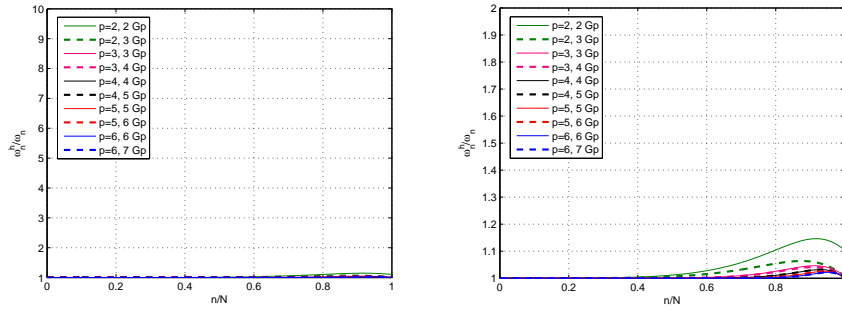 10
9
8
7
6
5
4
3
2
1
ω_n^h/ω_n
0 0.2 0.4 0.6 0.8 1
n/N
p=2, 2 Gp
p=2, 3 Gp
p=3, 3 Gp
p=3, 4 Gp
p=4, 4 Gp
p=4, 5 Gp
p=5, 5 Gp
p=5, 6 Gp
p=6, 6 Gp
p=6, 7 Gp
2
1.9
1.8
1.7
1.6
1.5
1.4
1.3
1.2
1.1
1
ω_n^h/ω_n
0 0.2 0.4 0.6 0.8
n/N
p=2, 2 Gp
p=2, 3 Gp
p=3, 3 Gp
p=3, 4 Gp
p=4, 4 Gp
p=4, 5 Gp
p=5, 5 Gp
p=5, 6 Gp
p=6, 6 Gp
p=6, 7 Gp